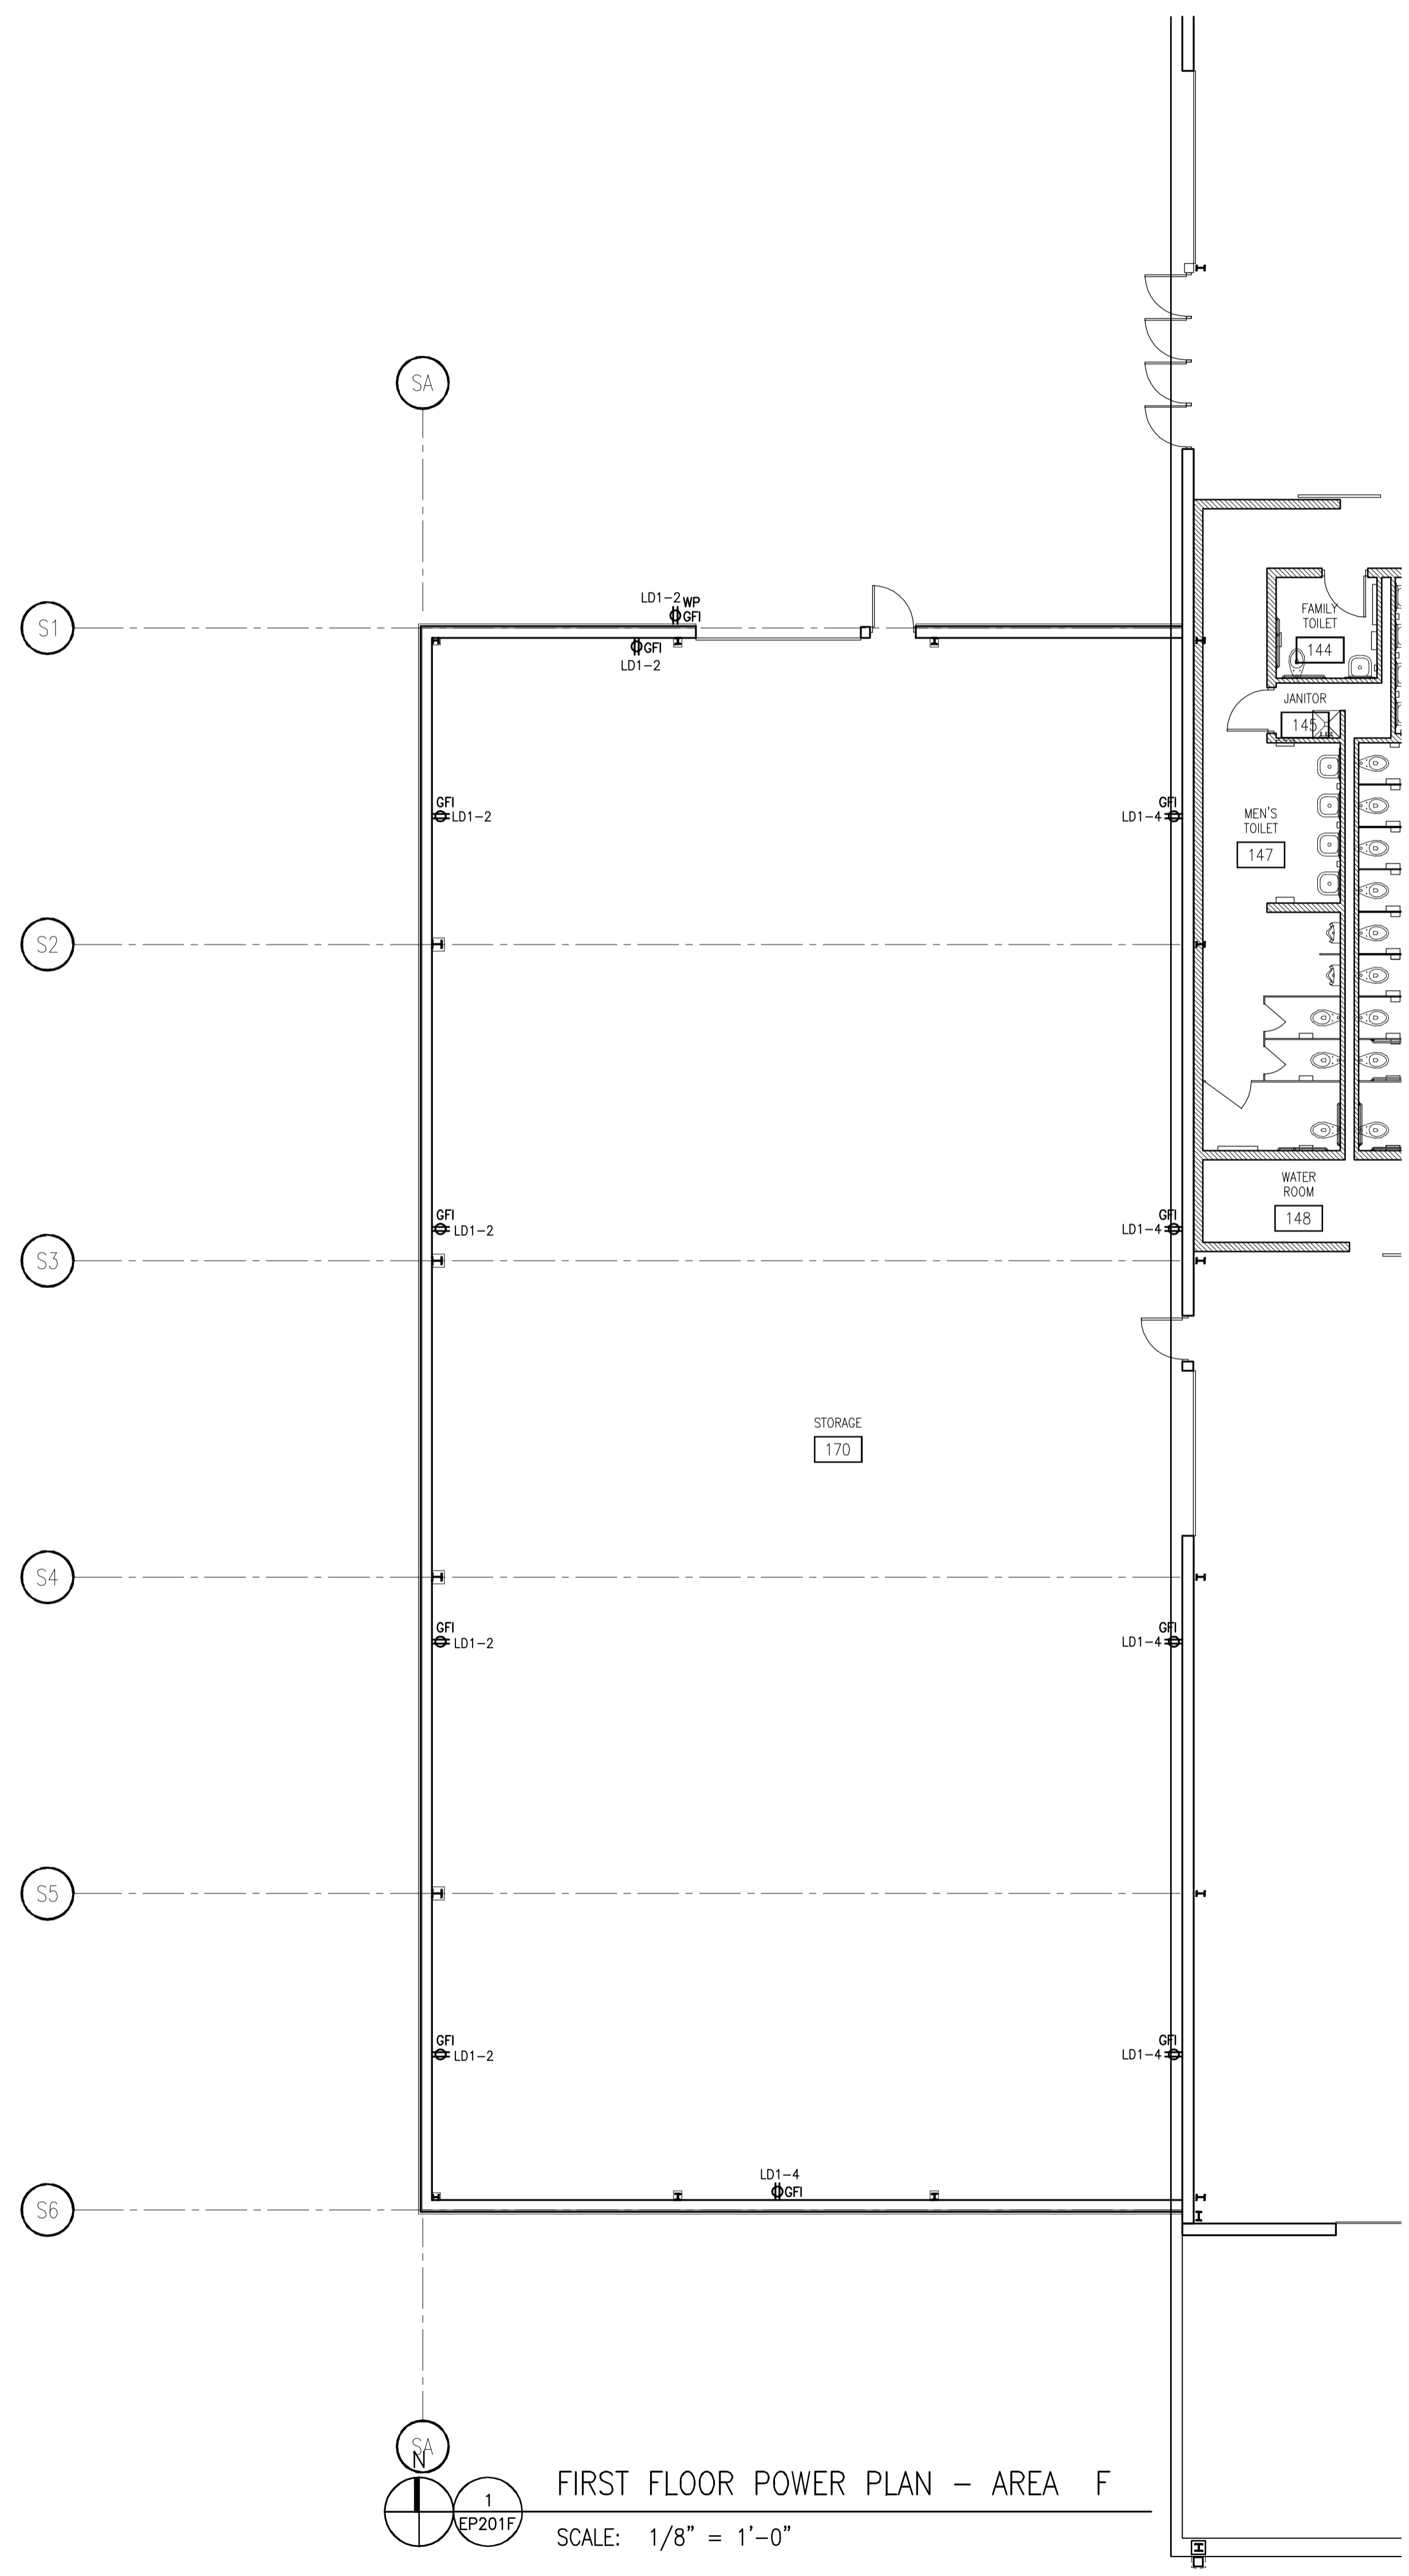 SA
S1
LD1-2
WP
GFI
GFI
LD1-2
FAMILY
TOILET
144
JANITOR
145
GFI
LD1-2
GFI
LD1-4
MEN'S
TOILET
147
S2
WATER
ROOM
148
GFI
LD1-2
GFI
LD1-4
S3
STORAGE
170
S4
GFI
LD1-2
GFI
LD1-4
S5
GFI
LD1-2
GFI
LD1-4
LD1-4
GFI
S6
SA
N
1
EP201F
FIRST FLOOR POWER PLAN - AREA F
SCALE: 1/8" = 1'-0"